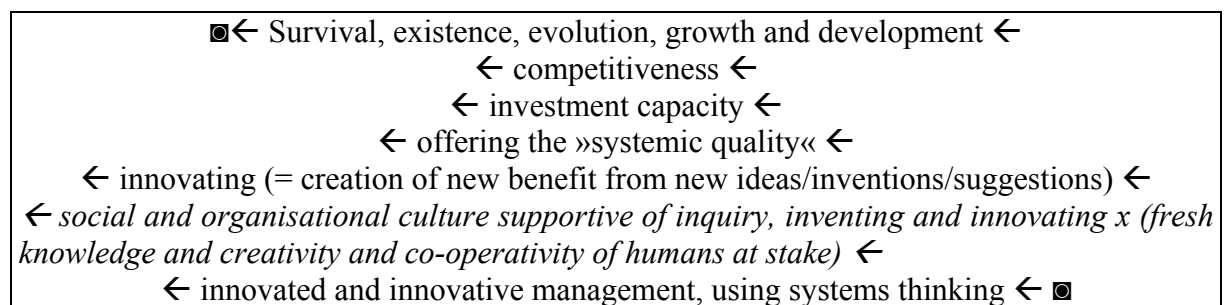 ◙← Survival, existence, evolution, growth and development ←
← competitiveness ←
← investment capacity ←
← offering the »systemic quality« ←
← innovating (= creation of new benefit from new ideas/inventions/suggestions) ←
← social and organisational culture supportive of inquiry, inventing and innovating x (fresh
knowledge and creativity and co-operativity of humans at stake) ←
← innovated and innovative management, using systems thinking ← ◙